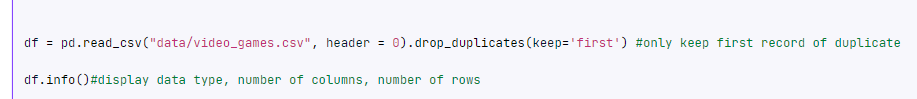 df = pd.read_csv("data/video_games.csv", header = 0).drop_duplicates(keep='first') #only keep first record of duplicate
df.info()#display data type, number of columns, number of rows